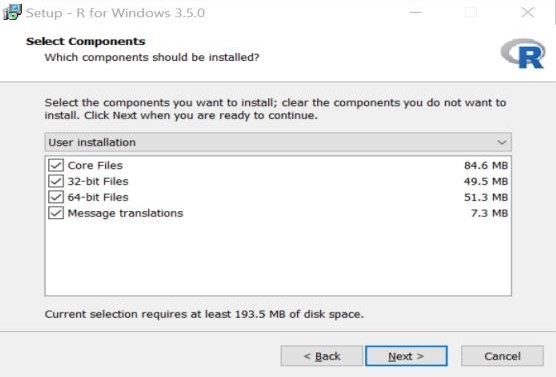 Setup - R for Windows 3.5.0
Select Components
Which components should be installed?
R
Select the components you want to install; clear the components you do not want to
install. Click Next when you are ready to continue.
User installation
Core Files 84.6 MB
32-bit Files 49.5 MB
64-bit Files 51.3 MB
Message translations 7.3 MB
Current selection requires at least 193.5 MB of disk space.
< Back Next > Cancel